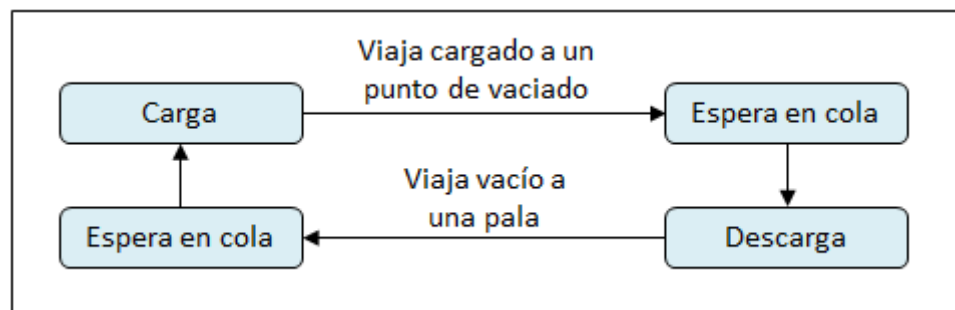 Viaja cargado a un
punto de vaciado
Carga
Espera en cola
Viaja vacío a
una pala
Espera en cola
Descarga